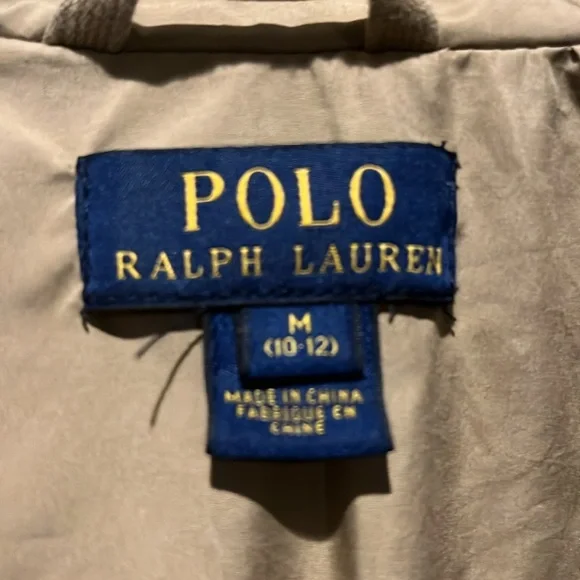 POLO
RALPH LAUREN
M
(10-12)
MADE IN CHINA
FABRIQUE EN
CHINE